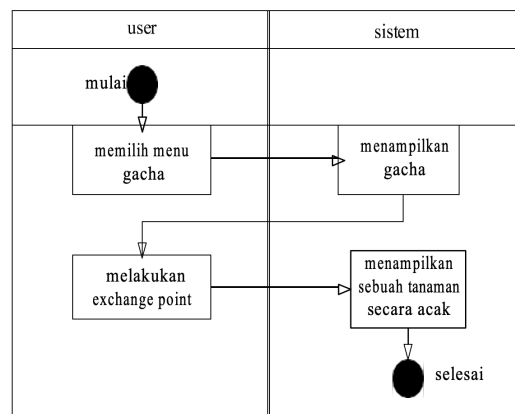 user
sistem
mulai
memilih menu
gacha
menampilkan
gacha
melakukan
exchange point
menampilkan
sebuah tanaman
secara acak
selesai